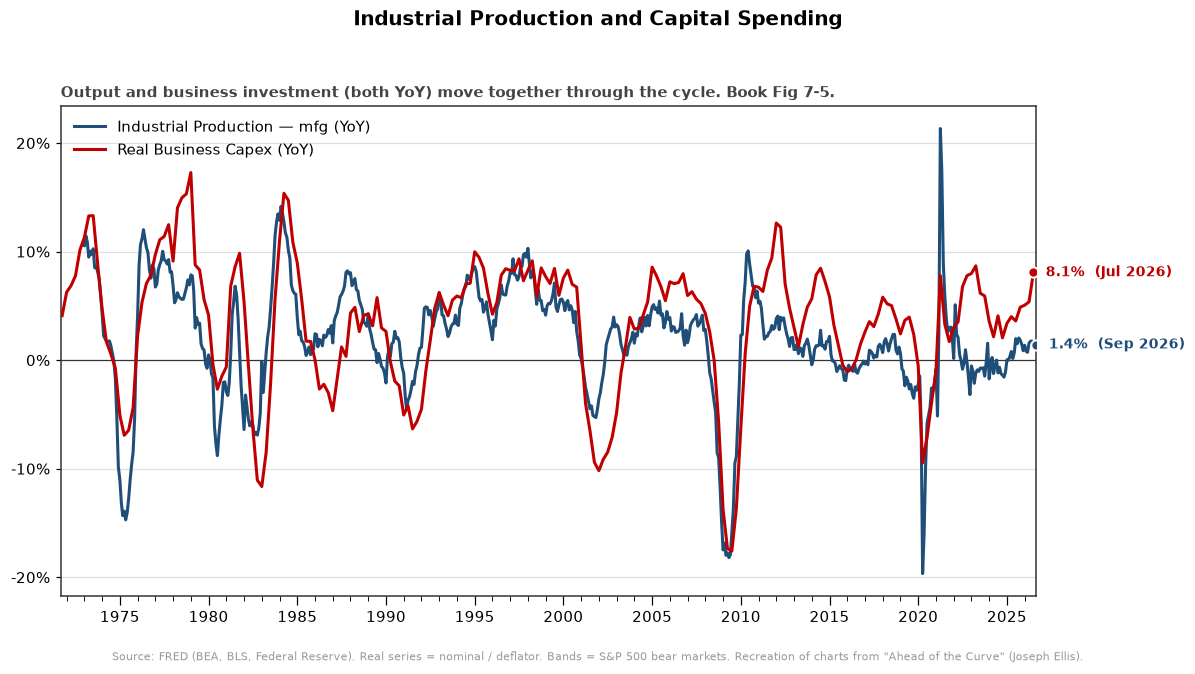 Industrial Production and Capital Spending
Output and business investment (both YoY) move together through the cycle. Book Fig 7-5.
Industrial Production — mfg (YoY)
Real Business Capex (YoY)
20%
10%
0%
-10%
-20%
8.1% (Jul 2026)
1.4% (Sep 2026)
1975 1980 1985 1990 1995 2000 2005 2010 2015 2020 2025
Source: FRED (BEA, BLS, Federal Reserve). Real series = nominal / deflator. Bands = S&P 500 bear markets. Recreation of charts from "Ahead of the Curve" (Joseph Ellis).